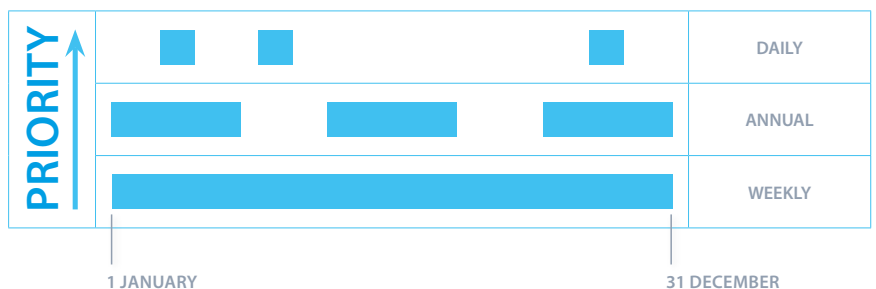 PRIORITY
DAILY
ANNUAL
WEEKLY
1 JANUARY
31 DECEMBER